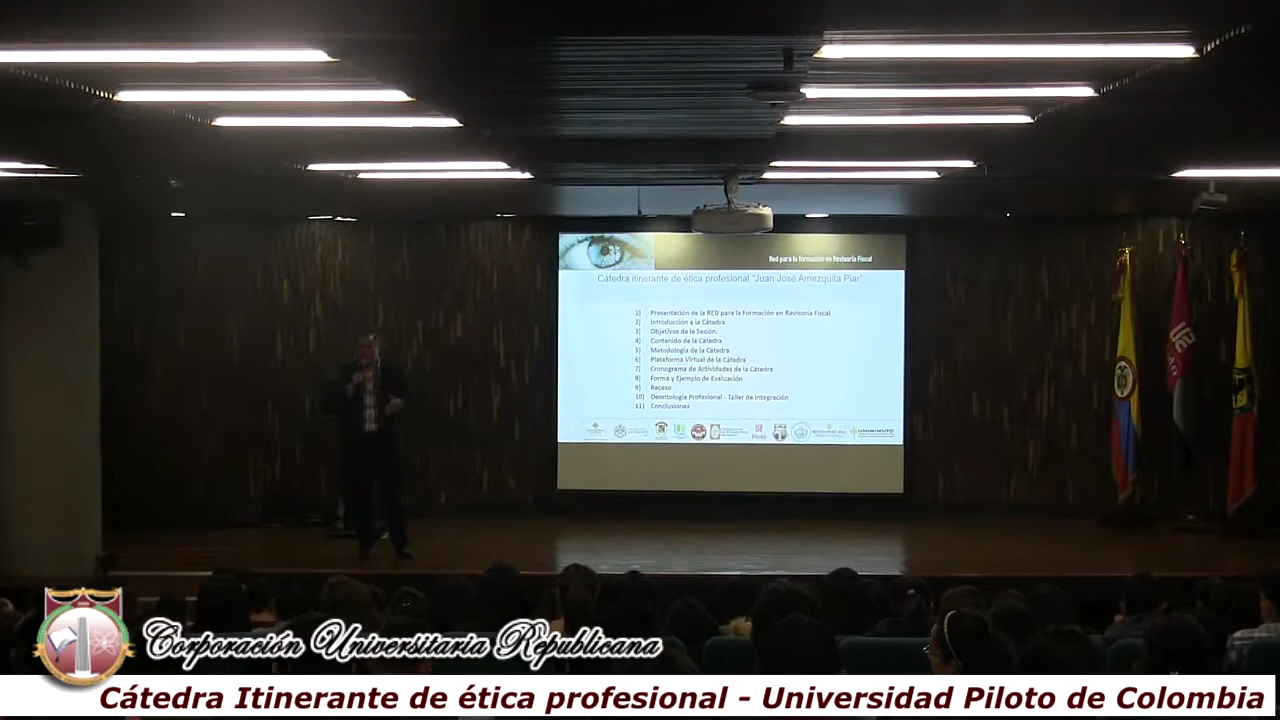 Red para la formación en Revisoría Fiscal
Cátedra itinerante de ética profesional "Juan José Amezquita Piar"
1) Presentación de la RED para la Formación en Revisoría Fiscal
2) Introducción a la Cátedra
3) Objetivos de la Sesión.
4) Contenido de la Cátedra
5) Metodología de la Cátedra
6) Plataforma Virtual de la Cátedra
7) Cronograma de Actividades de la Cátedra
8) Forma y Ejemplo de Evaluación
9) Receso
10) Deontología Profesional - Taller de Integración
11) Conclusiones
Piloto
UNIMINUTO
Corporación Universitaria Republicana
Cátedra Itinerante de ética profesional - Universidad Piloto de Colombia